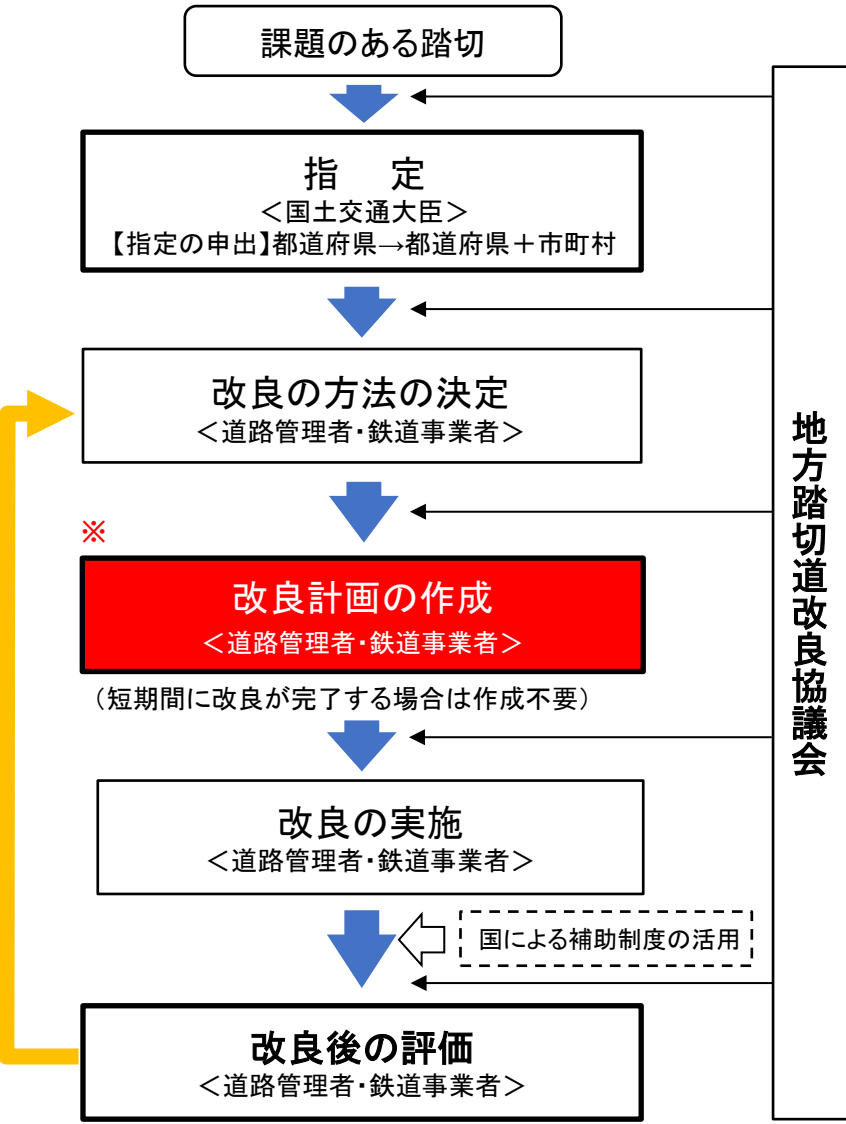 課題のある踏切
指　定
＜国土交通大臣＞
【指定の申出】都道府県→都道府県＋市町村
改良の方法の決定
＜道路管理者・鉄道事業者＞
※
改良計画の作成
＜道路管理者・鉄道事業者＞
（短期間に改良が完了する場合は作成不要）
改良の実施
＜道路管理者・鉄道事業者＞
国による補助制度の活用
改良後の評価
＜道路管理者・鉄道事業者＞
地方踏切道改良協議会